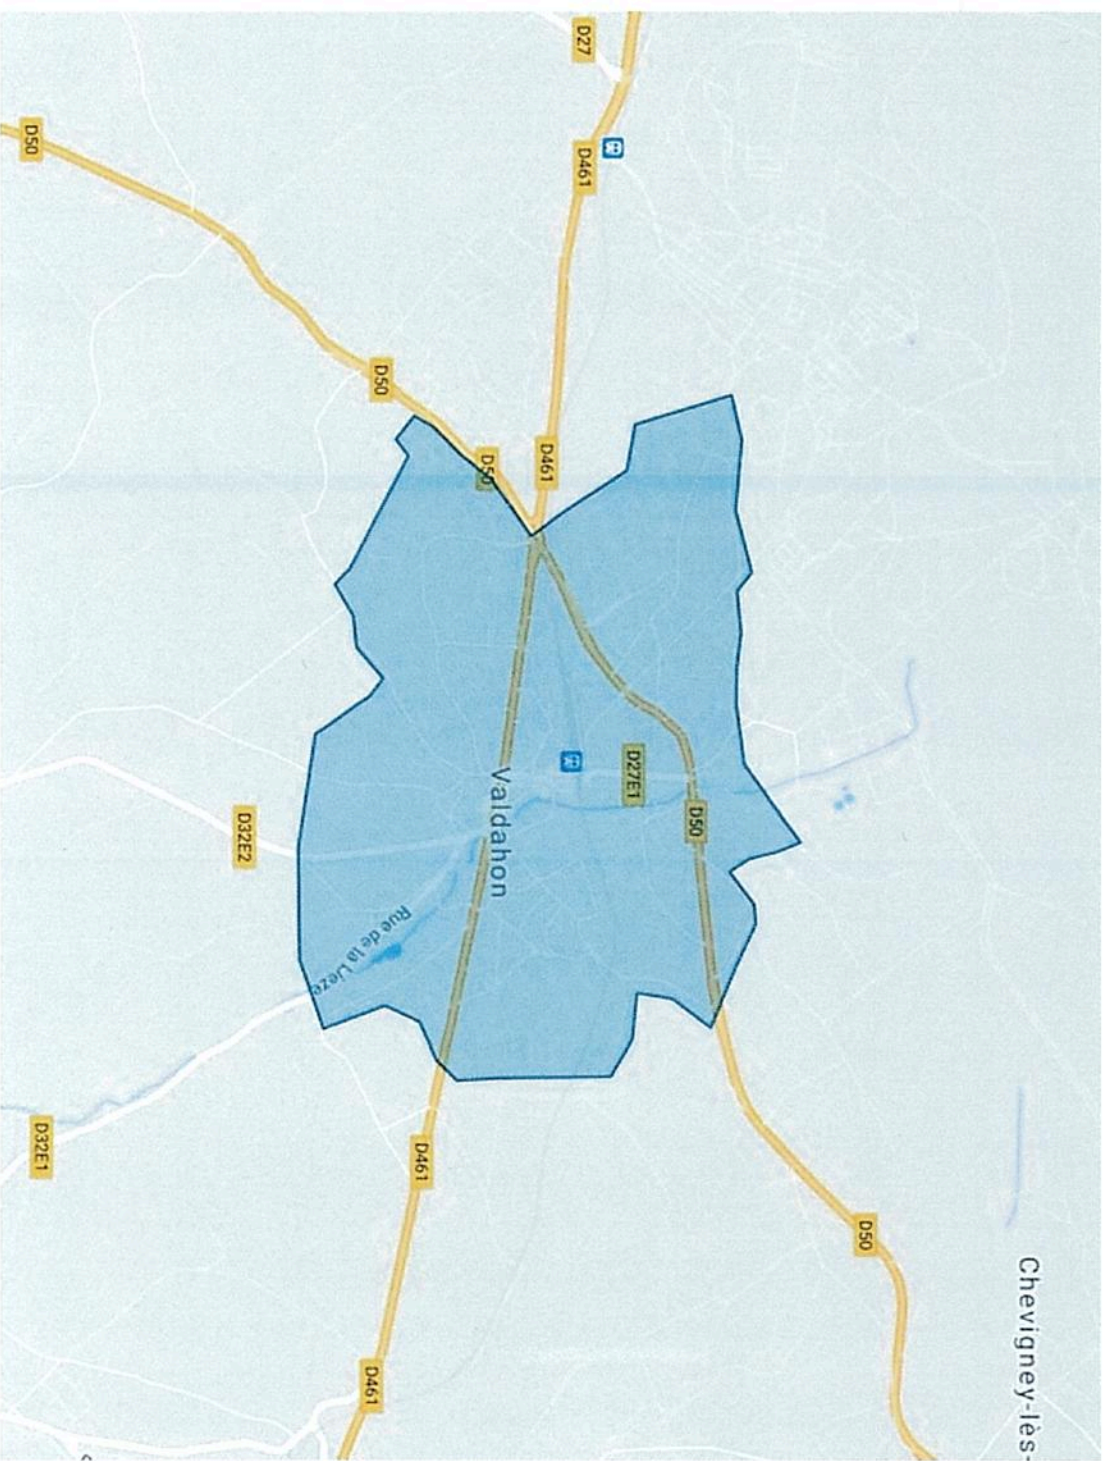 D27
D50
D461
D50
D461
D50
D27E1
Valdahon
D50
D32E2
Rue de la Lièze
D32E1
D461
D50
Chevigney-lès-
D461